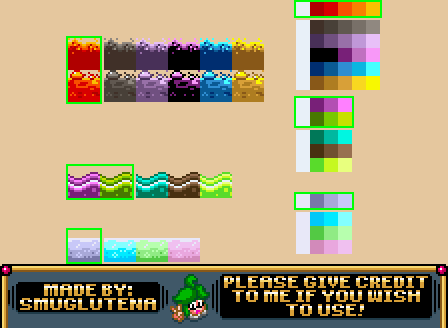 MADE BY:
SMUGLUTENA
PLEASE GIVE CREDIT
TO ME IF YOU WISH
TO USE!